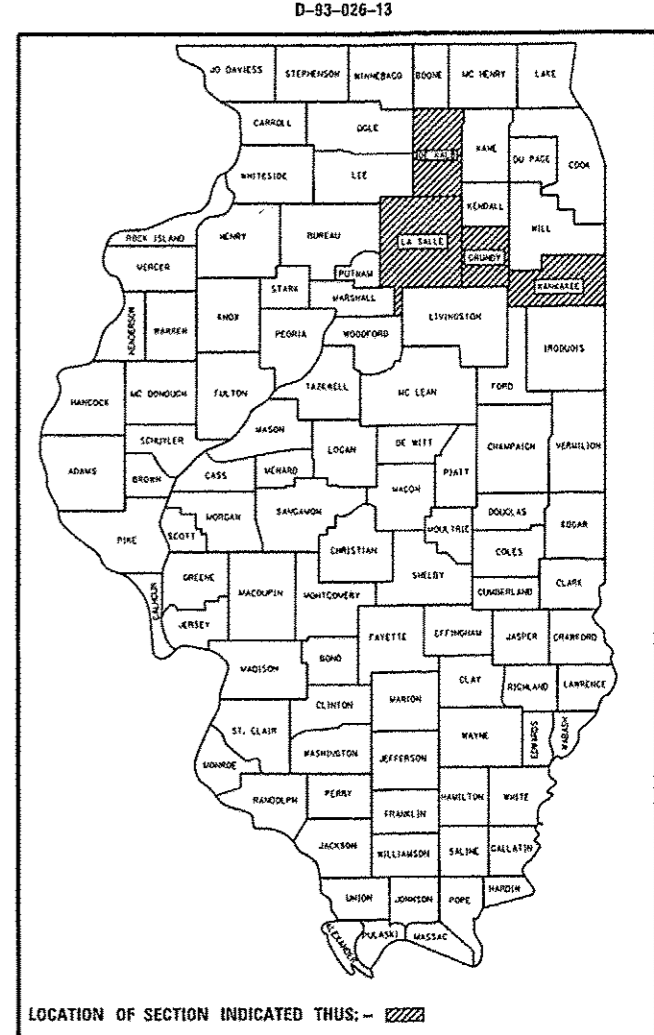 D-93-026-13
JO DAVIESS STEPHENSON WINNEBAGO BOONE MC HENRY LAKE
CARROLL OGLE DE KALB KANE DU PAGE COOK
WHITESIDE LEE KENDALL WILL
ROCK ISLAND HENRY BUREAU LA SALLE GRUNDY
MERCER PUTNAM KANKAKEE
STARK MARSHALL LIVINGSTON
HENDERSON WARREN KNOX PEORIA WOODFORD IROQUOIS
HANCOCK MC DONOUGH FULTON TAZEWELL MC LEAN FORD
SCHUYLER MASON LOGAN DE WITT CHAMPAIGN VERMILION
ADAMS BROWN CASS MENARD MACON PIATT
PIKE SCOTT MORGAN SANGAMON MOULTRIE DOUGLAS EDGAR
CHRISTIAN COLES
CALHOUN GREENE MACOUPIN MONTGOMERY SHELBY CUMBERLAND CLARK
JERSEY FAYETTE EFFINGHAM JASPER CRAWFORD
MADISON BOND CLAY RICHLAND LAWRENCE
CLINTON MARION
ST. CLAIR WAYNE EDWARDS WABASH
MONROE WASHINGTON JEFFERSON
RANDOLPH PERRY HAMILTON WHITE
FRANKLIN
JACKSON WILLIAMSON SALINE GALLATIN
UNION JOHNSON POPE HARDIN
ALEXANDER PULASKI MASSAC
LOCATION OF SECTION INDICATED THUS; -